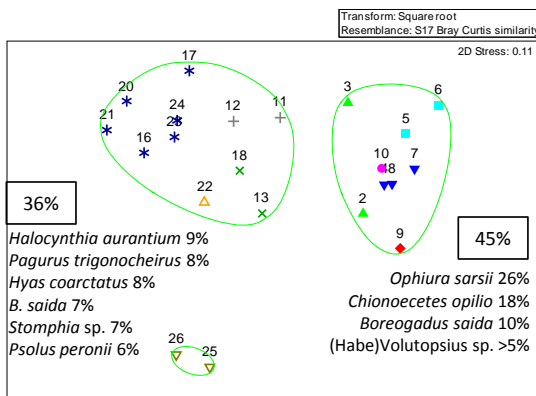 Transform: Square root
Resemblance: S17 Bray Curtis similarity
2D Stress: 0.11
17
20
21
24
23
16
12
11
18
22
13
3
6
5
10
48
7
2
9
36%
Halocynthia aurantium 9%
Pagurus trigonocheirus 8%
Hyas coarctatus 8%
B. saida 7%
Stomphia sp. 7%
Psolus peronii 6%
45%
Ophiura sarsii 26%
Chionoecetes opilio 18%
Boreogadus saida 10%
(Habe)Volutopsius sp. >5%
26
25